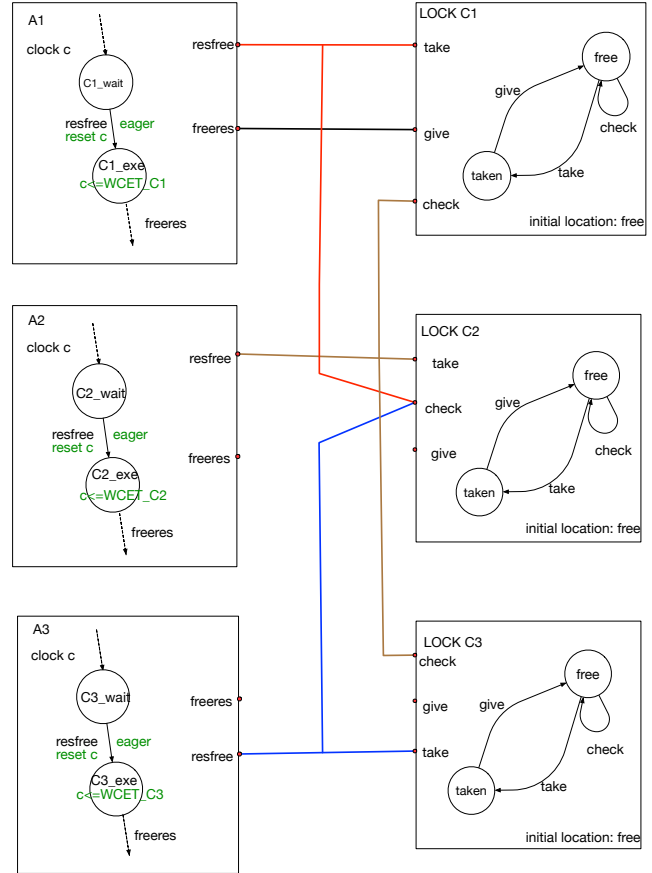 A1
clock c
C1_wait
resfree eager
reset c
C1_exe
c<=WCET_C1
freeres
resfree
freeres
LOCK C1
take
give
check
free
give
check
take
taken
initial location: free
A2
clock c
C2_wait
resfree eager
reset c
C2_exe
c<=WCET_C2
freeres
resfree
freeres
LOCK C2
take
check
give
free
give
check
take
taken
initial location: free
A3
clock c
C3_wait
resfree eager
reset c
C3_exe
c<=WCET_C3
freeres
freeres
resfree
LOCK C3
check
give
take
free
give
check
take
taken
initial location: free